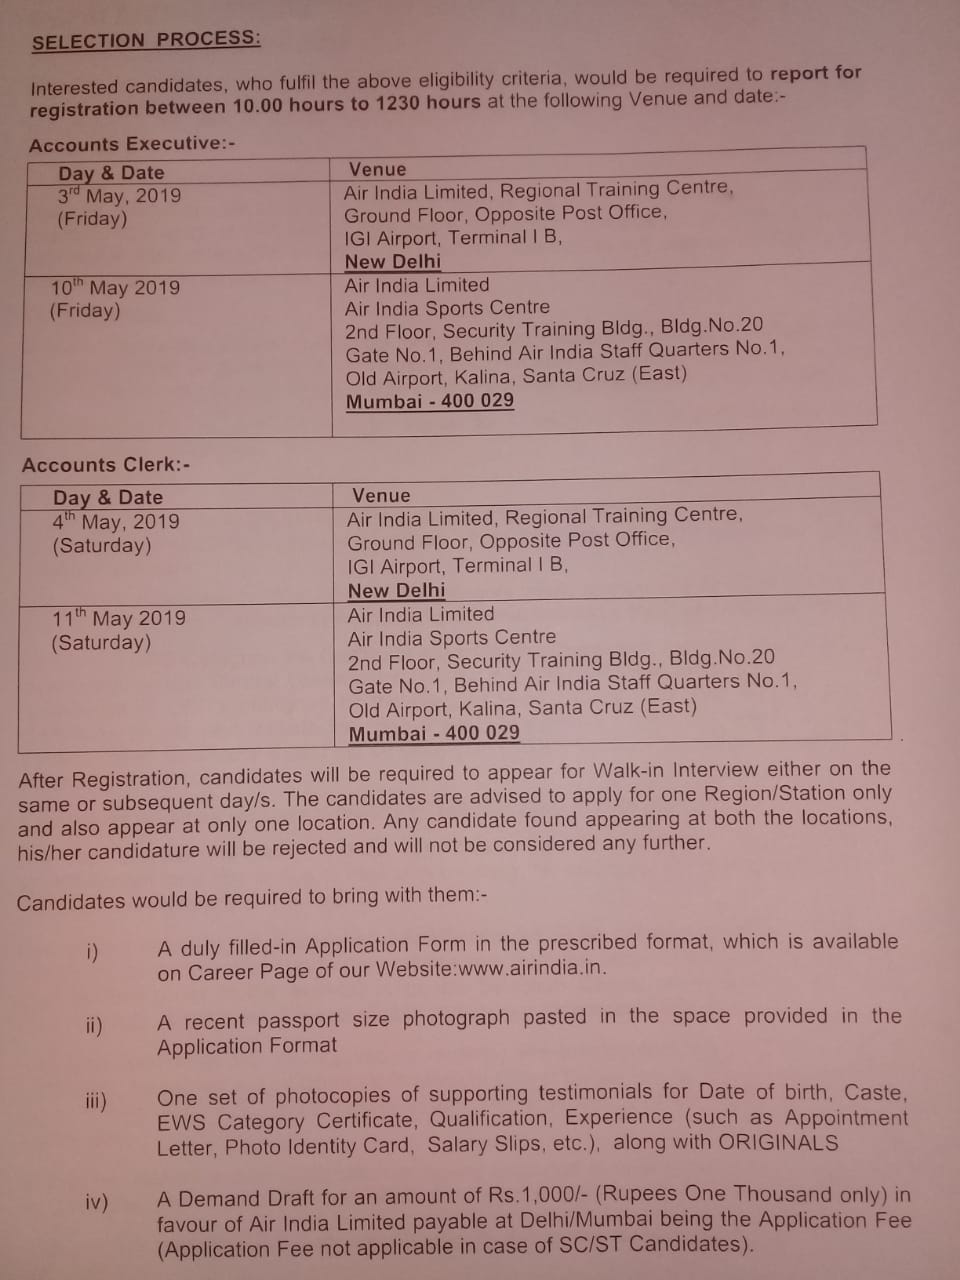 SELECTION PROCESS:
Interested candidates, who fulfil the above eligibility criteria, would be required to report for
registration between 10.00 hours to 1230 hours at the following Venue and date:-
Accounts Executive:-
Day & Date Venue
3rd May, 2019
(Friday)
Air India Limited, Regional Training Centre,
Ground Floor, Opposite Post Office,
IGI Airport, Terminal I B,
New Delhi
10th May 2019
(Friday)
Air India Limited
Air India Sports Centre
2nd Floor, Security Training Bldg., Bldg.No.20
Gate No.1, Behind Air India Staff Quarters No.1,
Old Airport, Kalina, Santa Cruz (East)
Mumbai - 400 029
Accounts Clerk:-
Day & Date Venue
4th May, 2019
(Saturday)
Air India Limited, Regional Training Centre,
Ground Floor, Opposite Post Office,
IGI Airport, Terminal I B,
New Delhi
11th May 2019
(Saturday)
Air India Limited
Air India Sports Centre
2nd Floor, Security Training Bldg., Bldg.No.20
Gate No.1, Behind Air India Staff Quarters No.1,
Old Airport, Kalina, Santa Cruz (East)
Mumbai - 400 029
After Registration, candidates will be required to appear for Walk-in Interview either on the
same or subsequent day/s. The candidates are advised to apply for one Region/Station only
and also appear at only one location. Any candidate found appearing at both the locations,
his/her candidature will be rejected and will not be considered any further.
Candidates would be required to bring with them:-
i) A duly filled-in Application Form in the prescribed format, which is available
on Career Page of our Website:www.airindia.in.
ii) A recent passport size photograph pasted in the space provided in the
Application Format
iii) One set of photocopies of supporting testimonials for Date of birth, Caste,
EWS Category Certificate, Qualification, Experience (such as Appointment
Letter, Photo Identity Card, Salary Slips, etc.), along with ORIGINALS
iv) A Demand Draft for an amount of Rs.1,000/- (Rupees One Thousand only) in
favour of Air India Limited payable at Delhi/Mumbai being the Application Fee
(Application Fee not applicable in case of SC/ST Candidates).